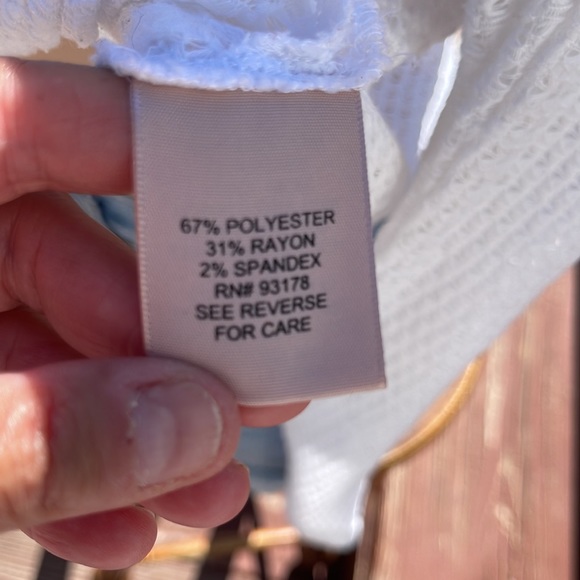 67% POLYESTER
31% RAYON
2% SPANDEX
RN# 93178
SEE REVERSE
FOR CARE